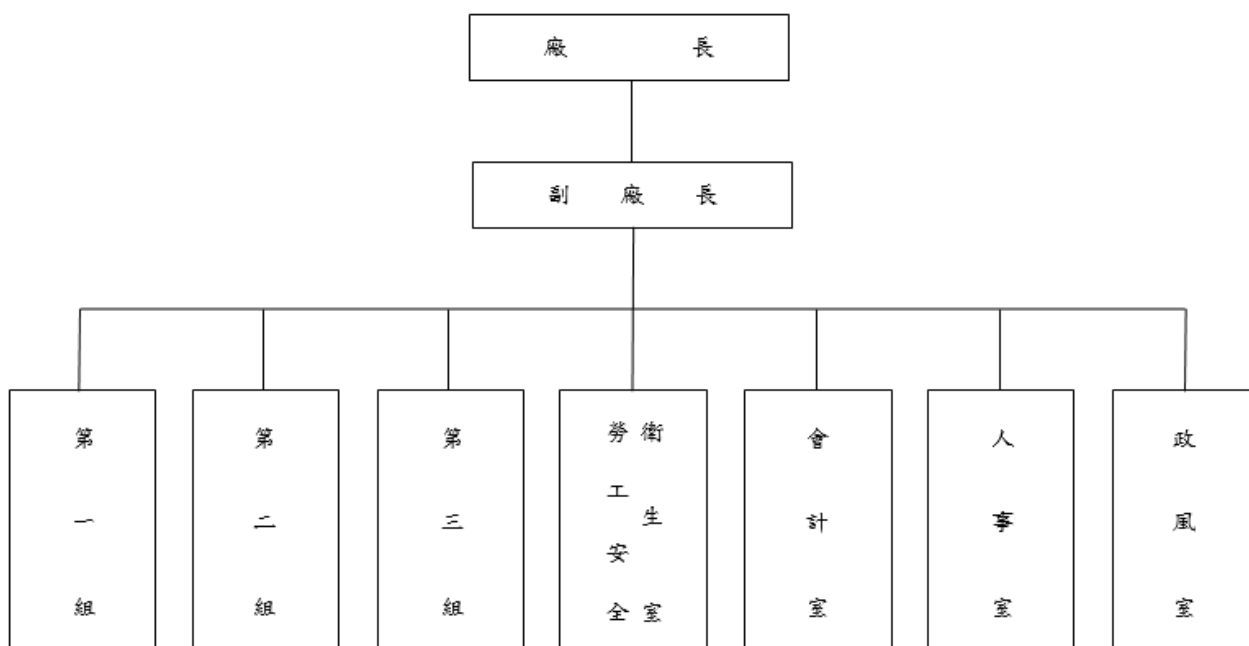 廠長
副廠長
第一組
第二組
第三組
勞工安全
衛生室
會計室
人事室
政風室